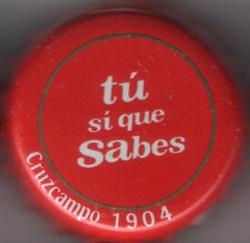 tú
si que
sabes
Cruzcampo 1904